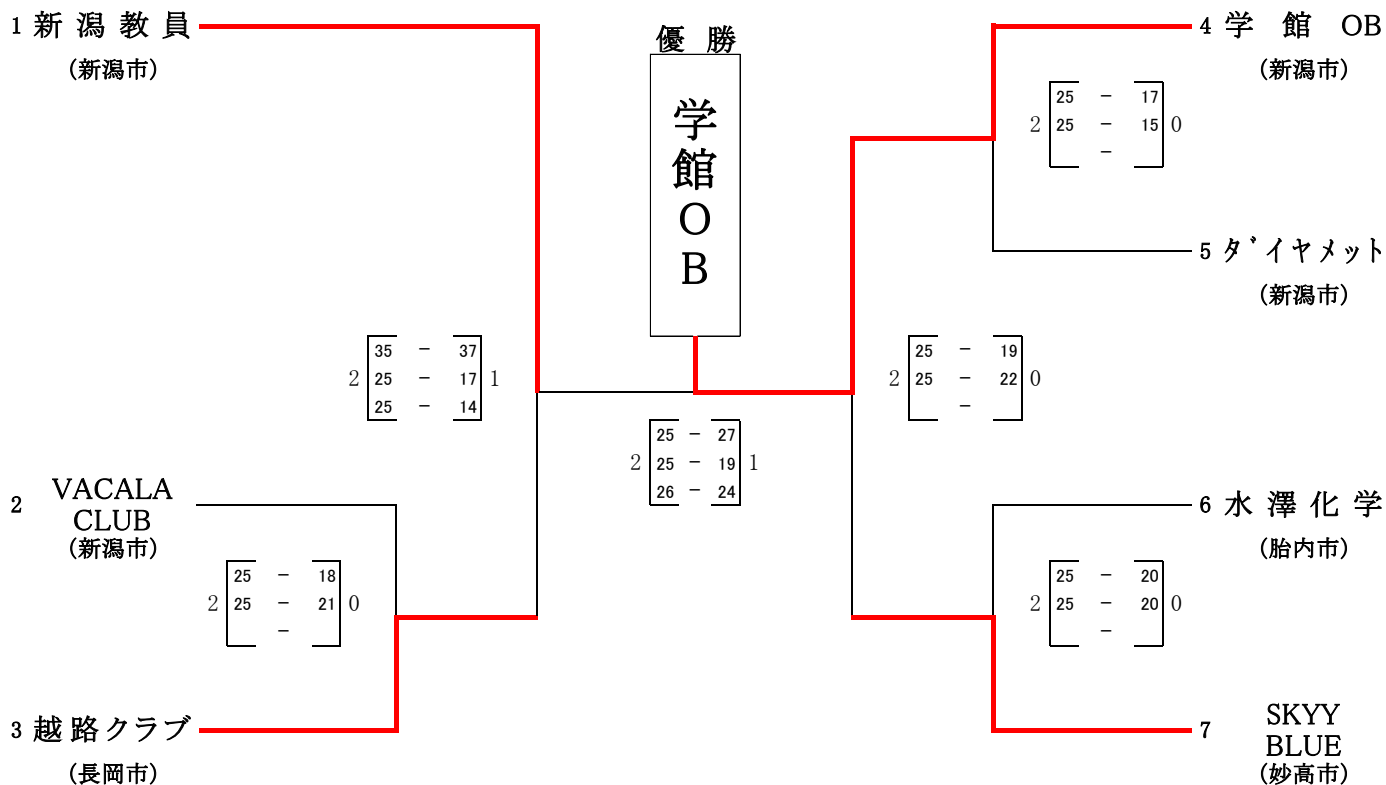 優 勝
学館OB
1 新潟教員
(新潟市)
2 VACALA
CLUB
(新潟市)
3 越路クラブ
(長岡市)
4 学 館 OB
(新潟市)
5 ダイヤメット
(新潟市)
6 水澤化学
(胎内市)
7 SKYY
BLUE
(妙高市)
35 - 37
2 25 - 17 1
25 - 14
25 - 18
2 25 - 21 0
-
25 - 27
2 25 - 19 1
26 - 24
25 - 17
2 25 - 15 0
-
25 - 19
2 25 - 22 0
-
25 - 20
2 25 - 20 0
-